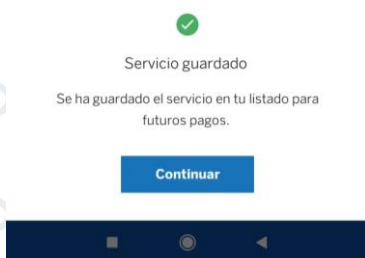 Servicio guardado
Se ha guardado el servicio en tu listado para
futuros pagos.
Continuar